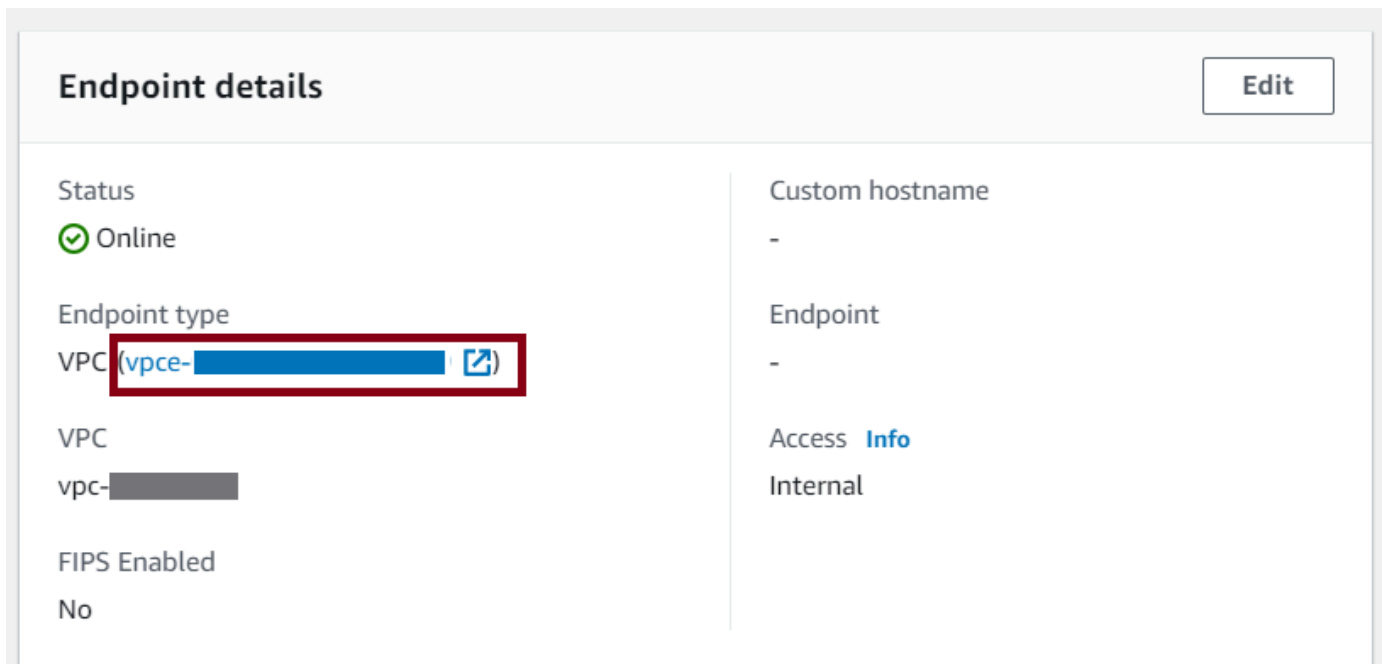 Endpoint details
Edit
Status
Online
Endpoint type
VPC (vpce- )
VPC
vpc-
FIPS Enabled
No
Custom hostname
-
Endpoint
-
Access Info
Internal